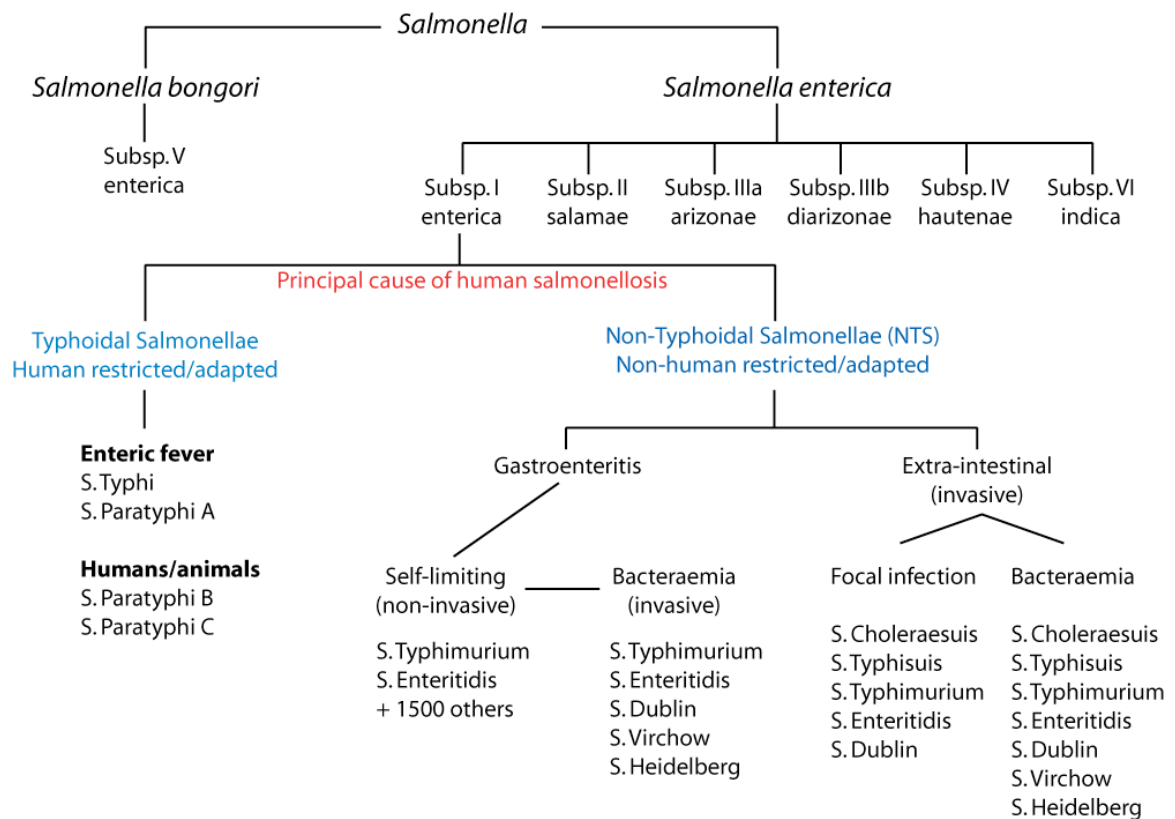 Salmonella
Salmonella bongori
Salmonella enterica
Subsp. V
enterica
Subsp. I
enterica
Subsp. II
salamae
Subsp. IIIa
arizonae
Subsp. IIIb
diarizonae
Subsp. IV
hautenae
Subsp. VI
indica
Principal cause of human salmonellosis
Typhoidal Salmonellae
Human restricted/adapted
Non-Typhoidal Salmonellae (NTS)
Non-human restricted/adapted
Enteric fever
S. Typhi
S. Paratyphi A
Humans/animals
S. Paratyphi B
S. Paratyphi C
Gastroenteritis
Extra-intestinal
(invasive)
Self-limiting
(non-invasive)
S. Typhimurium
S. Enteritidis
+ 1500 others
Bacteraemia
(invasive)
S. Typhimurium
S. Enteritidis
S. Dublin
S. Virchow
S. Heidelberg
Focal infection
S. Choleraesuis
S. Typhisuis
S. Typhimurium
S. Enteritidis
S. Dublin
Bacteraemia
S. Choleraesuis
S. Typhisuis
S. Typhimurium
S. Enteritidis
S. Dublin
S. Virchow
S. Heidelberg